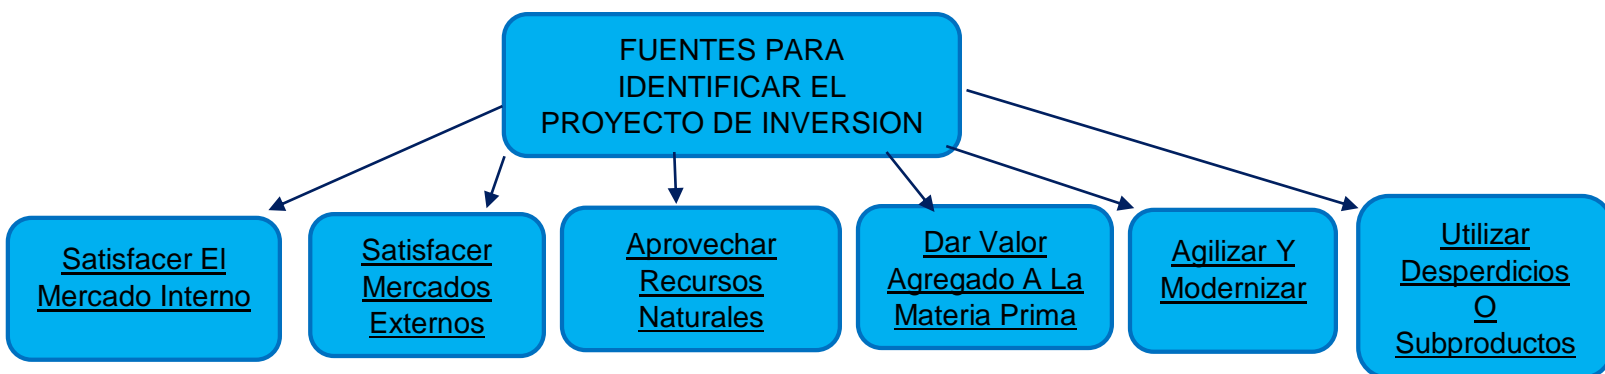 FUENTES PARA
IDENTIFICAR EL
PROYECTO DE INVERSION
Satisfacer El
Mercado Interno
Satisfacer
Mercados
Externos
Aprovechar
Recursos
Naturales
Dar Valor
Agregado A La
Materia Prima
Agilizar Y
Modernizar
Utilizar
Desperdicios
O
Subproductos